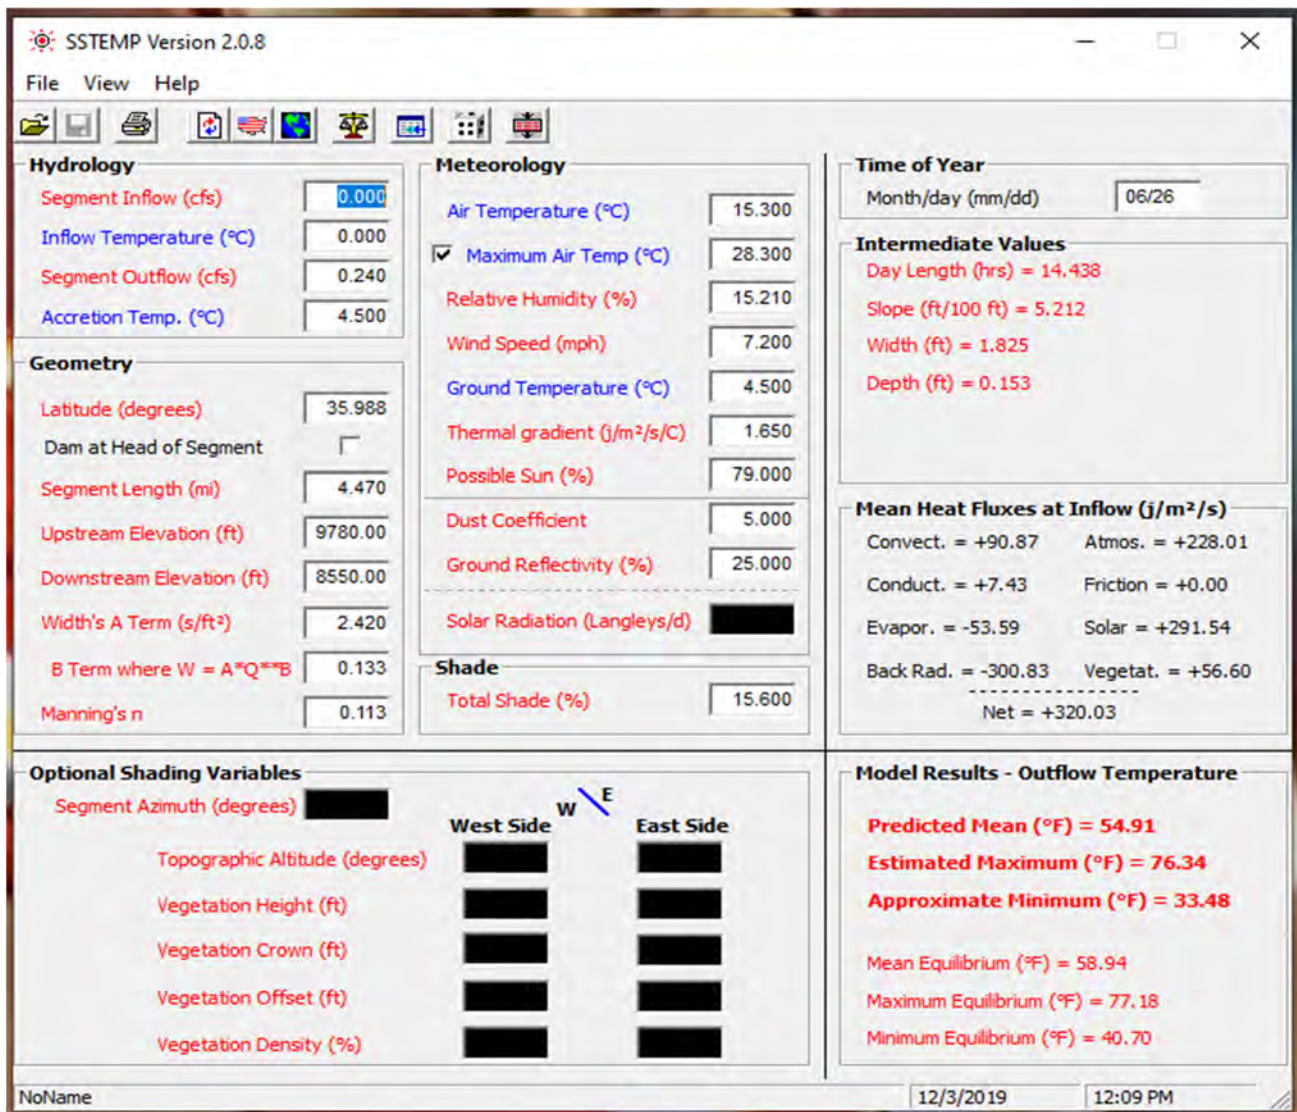 SSTEMP Version 2.0.8
File View Help
Hydrology
Segment Inflow (cfs) 0.000
Inflow Temperature (°C) 0.000
Segment Outflow (cfs) 0.240
Accretion Temp. (°C) 4.500
Geometry
Latitude (degrees) 35.988
Dam at Head of Segment
Segment Length (mi) 4.470
Upstream Elevation (ft) 9780.00
Downstream Elevation (ft) 8550.00
Width's A Term (s/ft²) 2.420
B Term where W = A*Q**B 0.133
Manning's n 0.113
Meteorology
Air Temperature (°C) 15.300
Maximum Air Temp (°C) 28.300
Relative Humidity (%) 15.210
Wind Speed (mph) 7.200
Ground Temperature (°C) 4.500
Thermal gradient (j/m²/s/C) 1.650
Possible Sun (%) 79.000
Dust Coefficient 5.000
Ground Reflectivity (%) 25.000
Solar Radiation (Langleys/d)
Shade
Total Shade (%) 15.600
Time of Year
Month/day (mm/dd) 06/26
Intermediate Values
Day Length (hrs) = 14.438
Slope (ft/100 ft) = 5.212
Width (ft) = 1.825
Depth (ft) = 0.153
Mean Heat Fluxes at Inflow (j/m²/s)
Convect. = +90.87 Atmos. = +228.01
Conduct. = +7.43 Friction = +0.00
Evapor. = -53.59 Solar = +291.54
Back Rad. = -300.83 Vegetat. = +56.60
Net = +320.03
Optional Shading Variables
Segment Azimuth (degrees)
W E
West Side East Side
Topographic Altitude (degrees)
Vegetation Height (ft)
Vegetation Crown (ft)
Vegetation Offset (ft)
Vegetation Density (%)
Model Results - Outflow Temperature
Predicted Mean (°F) = 54.91
Estimated Maximum (°F) = 76.34
Approximate Minimum (°F) = 33.48
Mean Equilibrium (°F) = 58.94
Maximum Equilibrium (°F) = 77.18
Minimum Equilibrium (°F) = 40.70
NoName 12/3/2019 12:09 PM